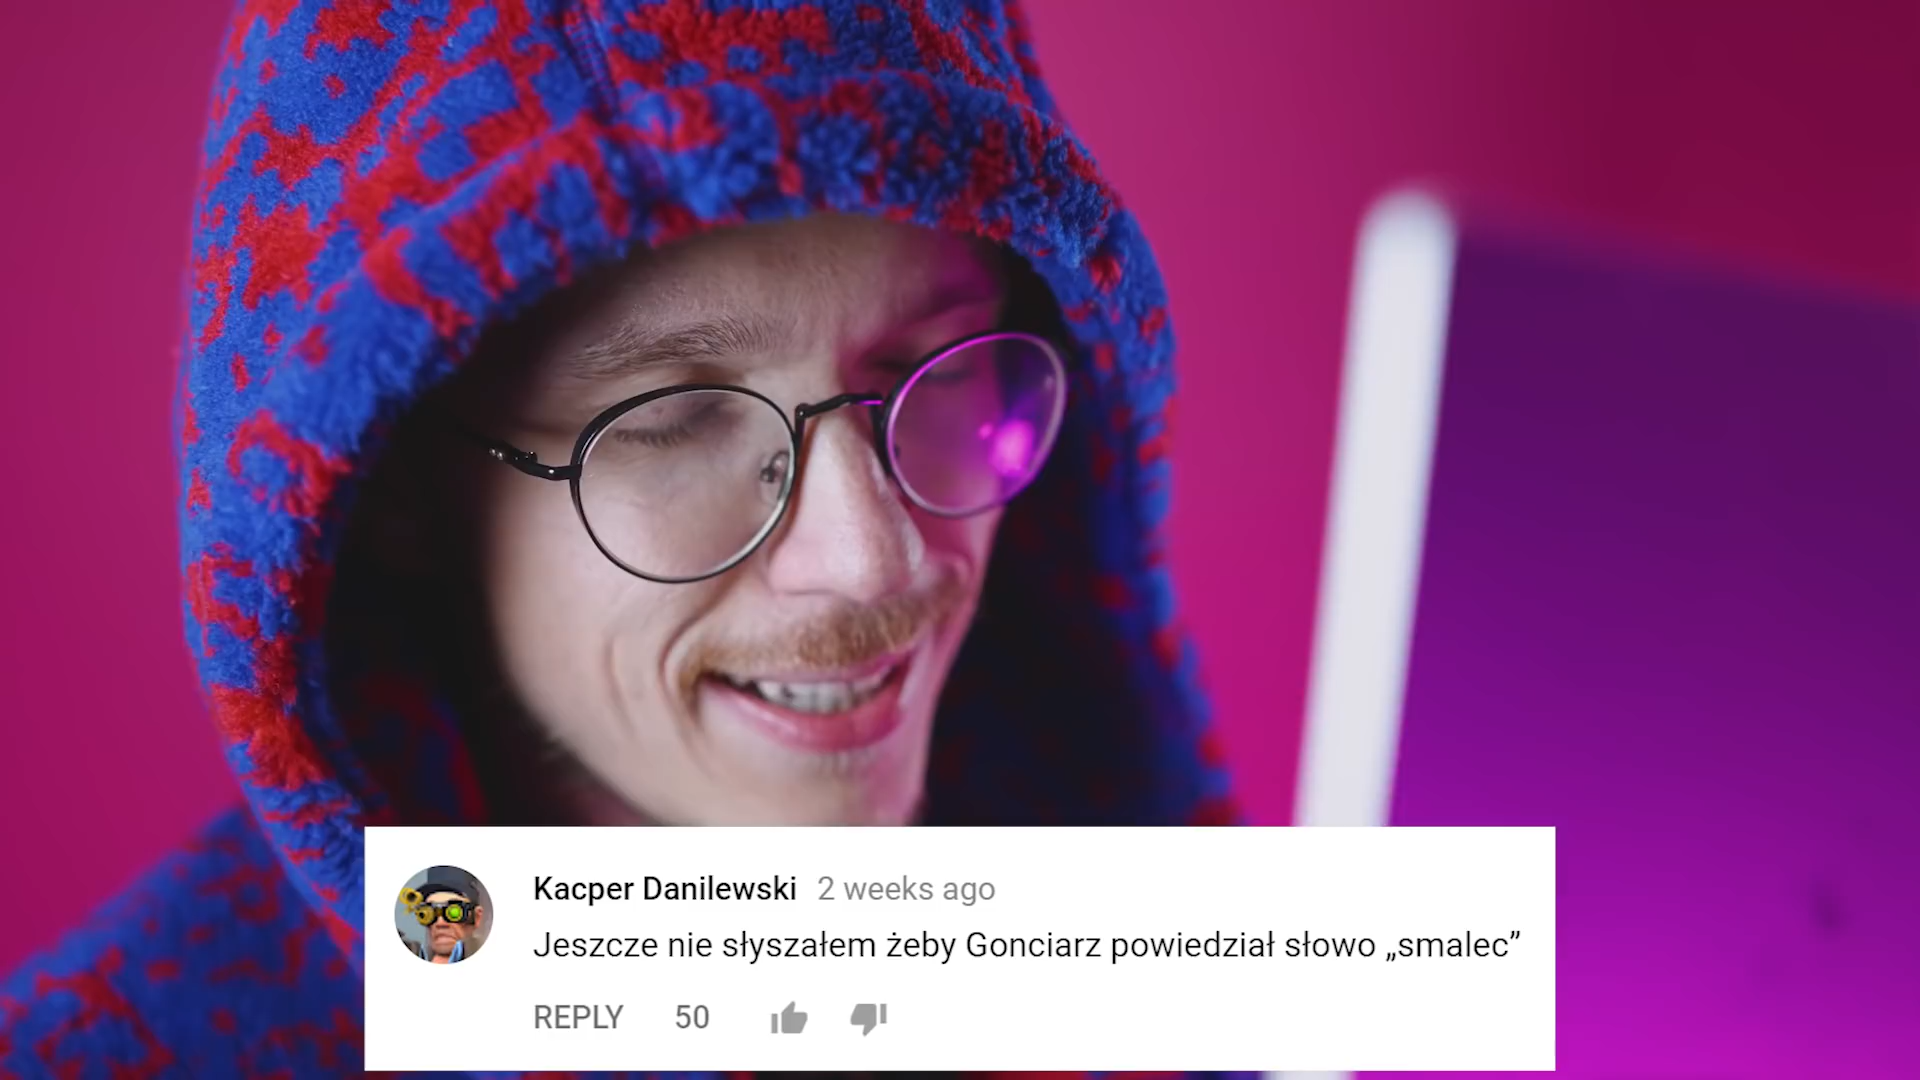 Kacper Danilewski 2 weeks ago
Jeszcze nie słyszałem żeby Gonciarz powiedział słowo „smalec”
REPLY 50